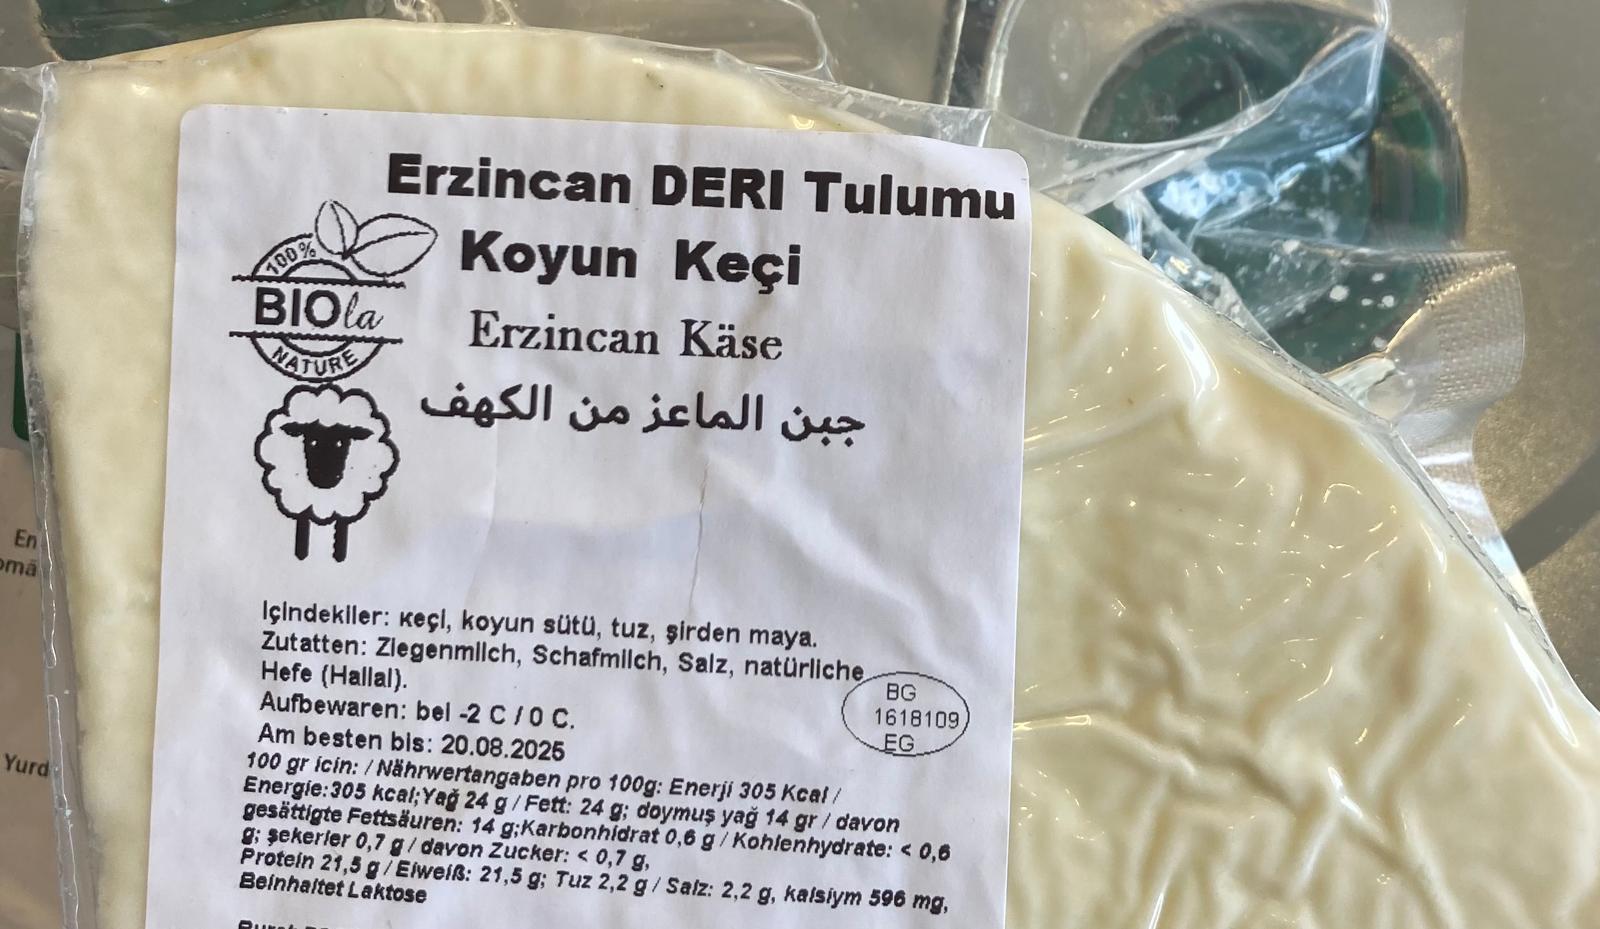 Erzincan DERI Tulumu
Koyun Keçi
Erzincan Käse
جبن الماعز من الكهف
100%
BIOla
NATURE
Içindekiler: keçi, koyun sütü, tuz, şirden maya.
Zutatten: Ziegenmilch, Schafmilch, Salz, natürliche
Hefe (Hallal).
Aufbewaren: bei -2 C / 0 C.
Am besten bis: 20.08.2025
BG
1618109
EG
100 gr icin: / Nährwertangaben pro 100g: Enerji 305 Kcal /
Energie:305 kcal;Yağ 24 g / Fett: 24 g; doymuş yağ 14 gr / davon
gesättigte Fettsäuren: 14 g;Karbonhidrat 0,6 g / Kohlenhydrate: < 0,6
g; şekerler 0,7 g / davon Zucker: < 0,7 g,
Protein 21,5 g / Eiweiß: 21,5 g; Tuz 2,2 g / Salz: 2,2 g, kalsiym 596 mg,
Beinhaltet Laktose
En
omä
Yurd